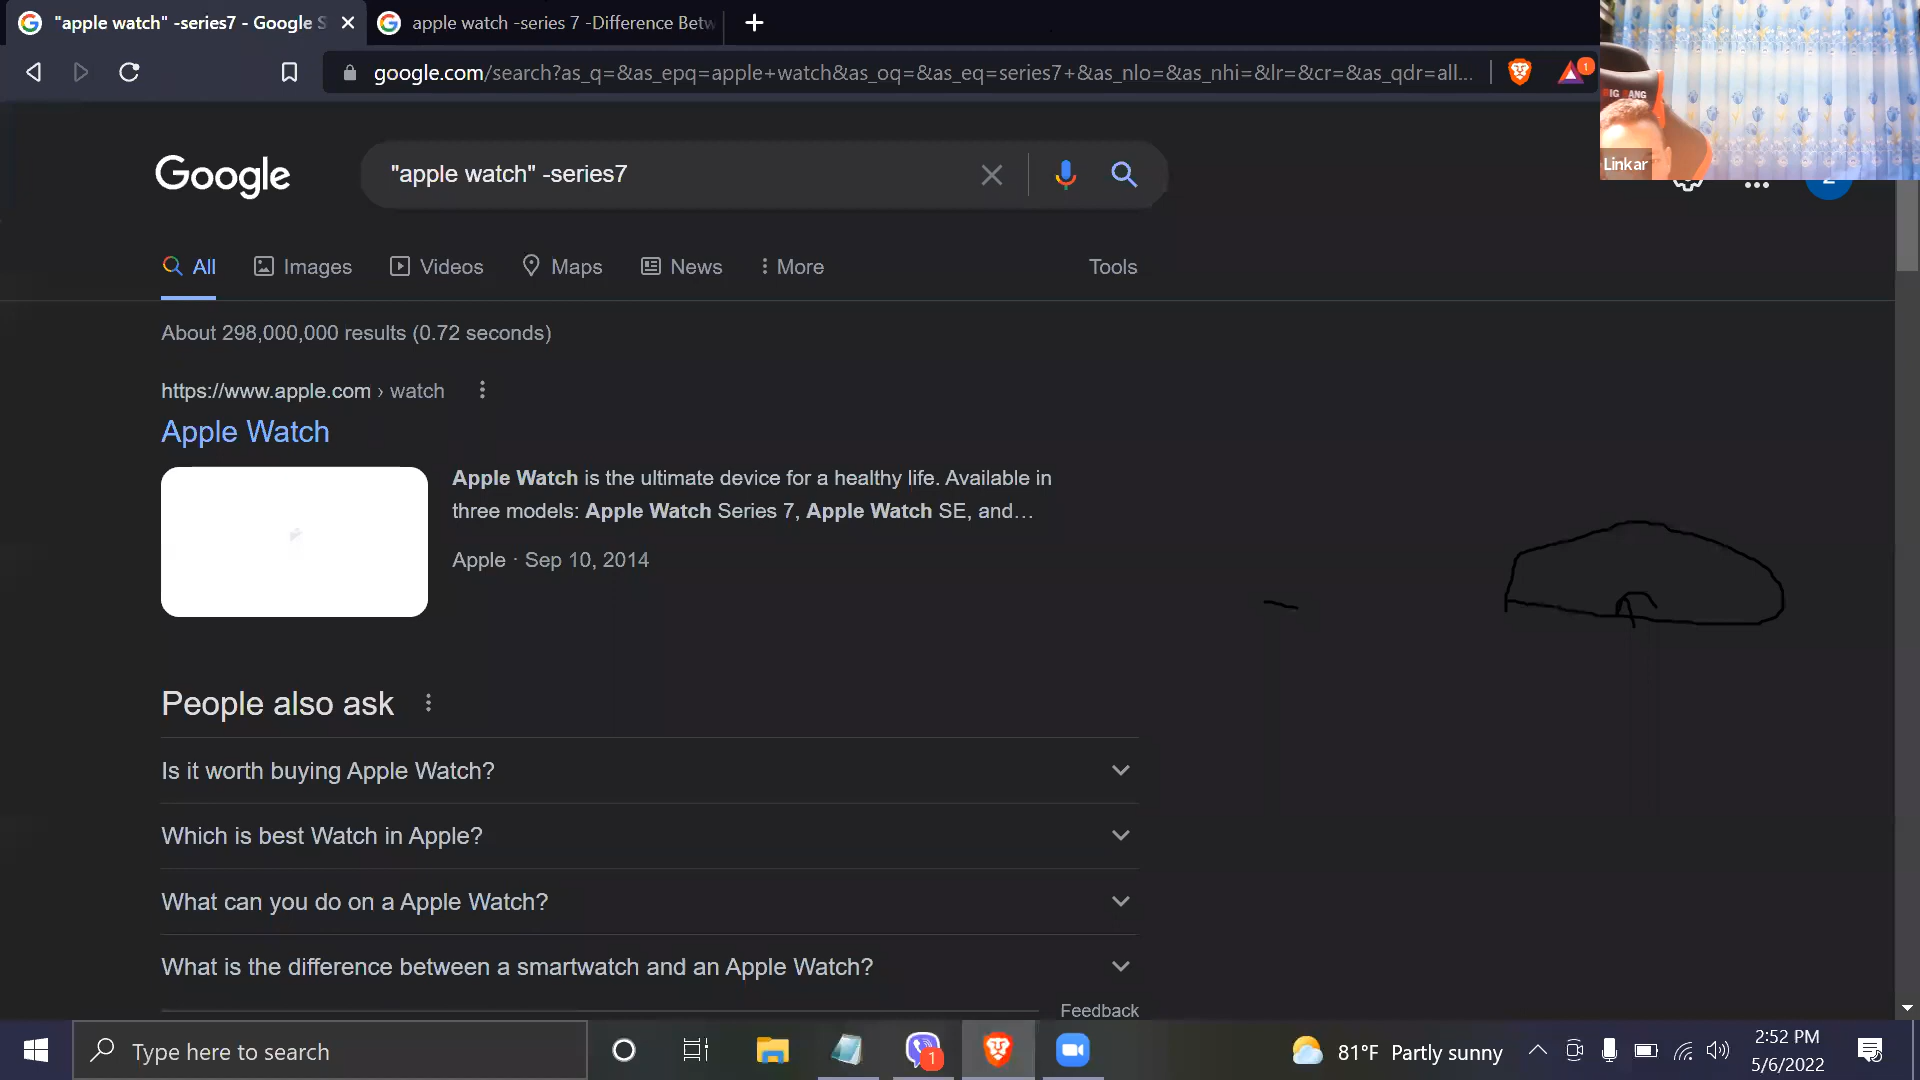 "apple watch" -series7 - Google S
apple watch -series 7 -Difference Betw
google.com/search?as_q=&as_epq=apple+watch&as_oq=&as_eq=series7+&as_nlo=&as_nhi=&lr=&cr=&as_qdr=all...
1
BIG BANG
Linkar
Google
"apple watch" -series7
All
Images
Videos
Maps
News
More
Tools
About 298,000,000 results (0.72 seconds)
https://www.apple.com › watch
Apple Watch
Apple Watch is the ultimate device for a healthy life. Available in
three models: Apple Watch Series 7, Apple Watch SE, and…
Apple · Sep 10, 2014
People also ask
Is it worth buying Apple Watch?
Which is best Watch in Apple?
What can you do on a Apple Watch?
What is the difference between a smartwatch and an Apple Watch?
Feedback
Type here to search
1
81°F Partly sunny
2:52 PM
5/6/2022